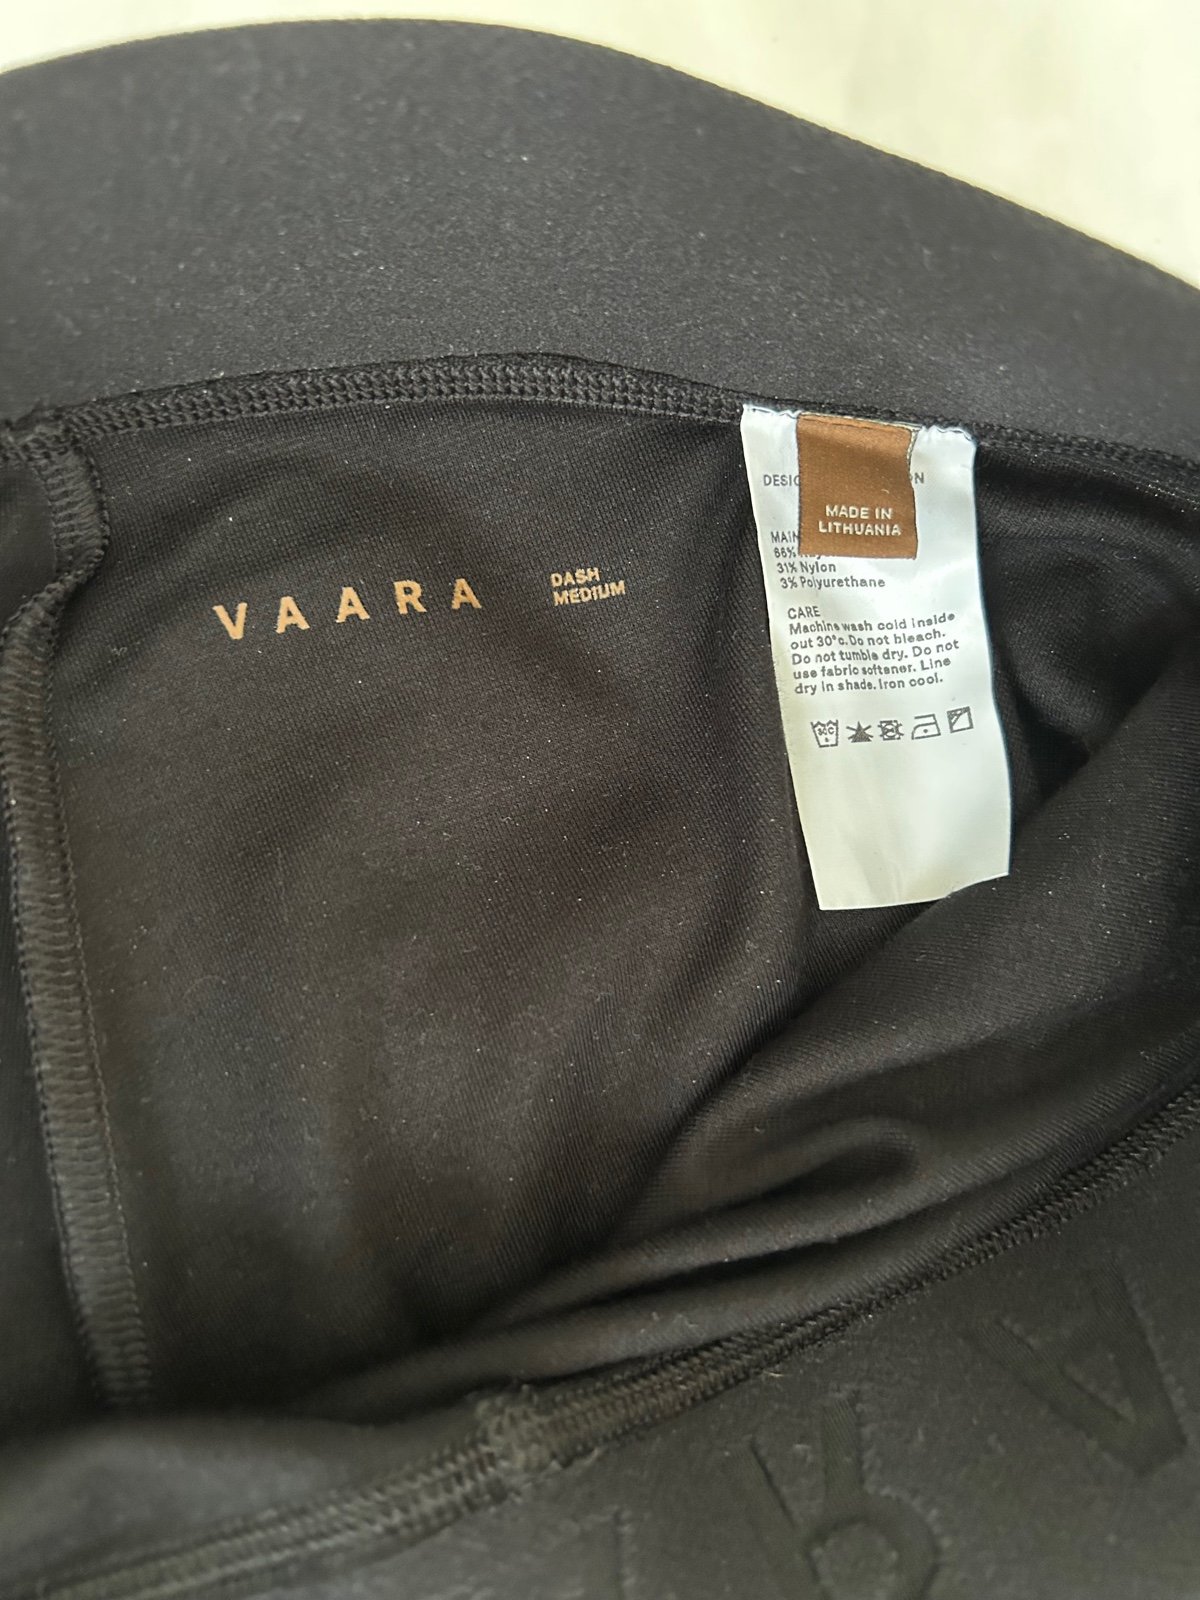 VAARA
DASH
MEDIUM
MADE IN
LITHUANIA
MAIN
31% Nylon
3% Polyurethane
CARE
Machine wash cold inside
out 30°c. Do not bleach.
Do not tumble dry. Do not
use fabric softener. Line
dry in shade. Iron cool.